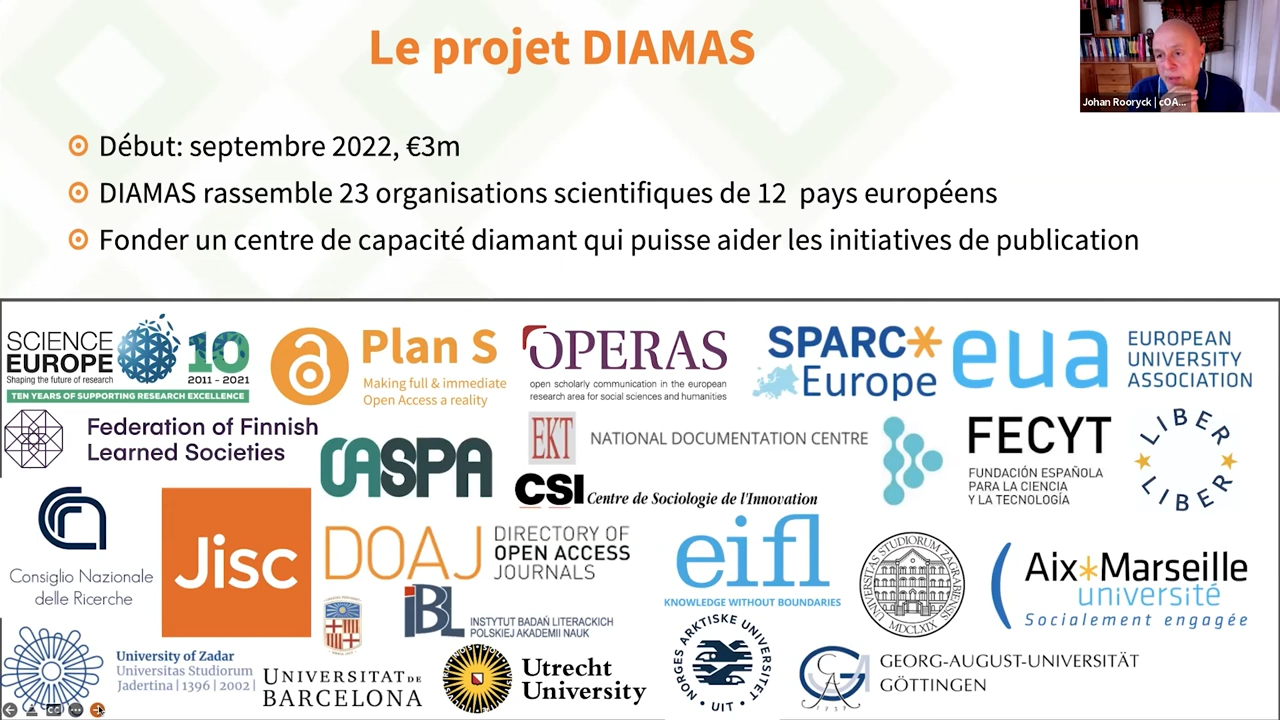 Le projet DIAMAS
Johan Rooryck | cOA...
Début: septembre 2022, €3m
DIAMAS rassemble 23 organisations scientifiques de 12 pays européens
Fonder un centre de capacité diamant qui puisse aider les initiatives de publication
SCIENCE
EUROPE
Shaping the future of research
10
2011 - 2021
TEN YEARS OF SUPPORTING RESEARCH EXCELLENCE
Plan S
Making full & immediate
Open Access a reality
OPERAS
open scholarly communication in the european
research area for social sciences and humanities
SPARC*
Europe
eua
EUROPEAN
UNIVERSITY
ASSOCIATION
Federation of Finnish
Learned Societies
OASPA
EKT
NATIONAL DOCUMENTATION CENTRE
CSI Centre de Sociologie de l'Innovation
FECYT
FUNDACIÓN ESPAÑOLA
PARA LA CIENCIA
Y LA TECNOLOGÍA
LIBER
LIBER
Consiglio Nazionale
delle Ricerche
Jisc
DOAJ
DIRECTORY OF
OPEN ACCESS
JOURNALS
eifl
KNOWLEDGE WITHOUT BOUNDARIES
UNIVERSITAS STUDIORUM ZAGRABIENSIS
MDCLXIX
Aix*Marseille
université
Socialement engagée
IBL
INSTYTUT BADAŃ LITERACKICH
POLSKIEJ AKADEMII NAUK
University of Zadar
Universitas Studiorum
Jadertina | 1396 | 2002 |
UNIVERSITAT DE
BARCELONA
Utrecht
University
NORGES ARKTISKE UNIVERSITET
UIT
GEORG-AUGUST-UNIVERSITÄT
GÖTTINGEN